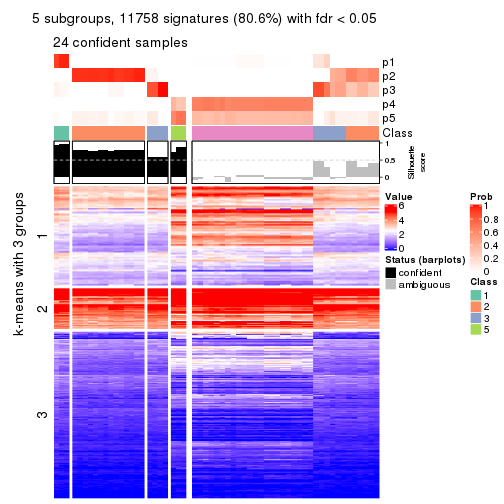 5 subgroups, 11758 signatures (80.6%) with fdr < 0.05
24 confident samples
p1
p2
p3
p4
p5
Class
1
0.5
0
Silhouette
score
k-means with 3 groups
1
2
3
Value
6
4
2
0
Status (barplots)
confident
ambiguous
Prob
1
0.8
0.6
0.4
0.2
0
Class
1
2
3
5